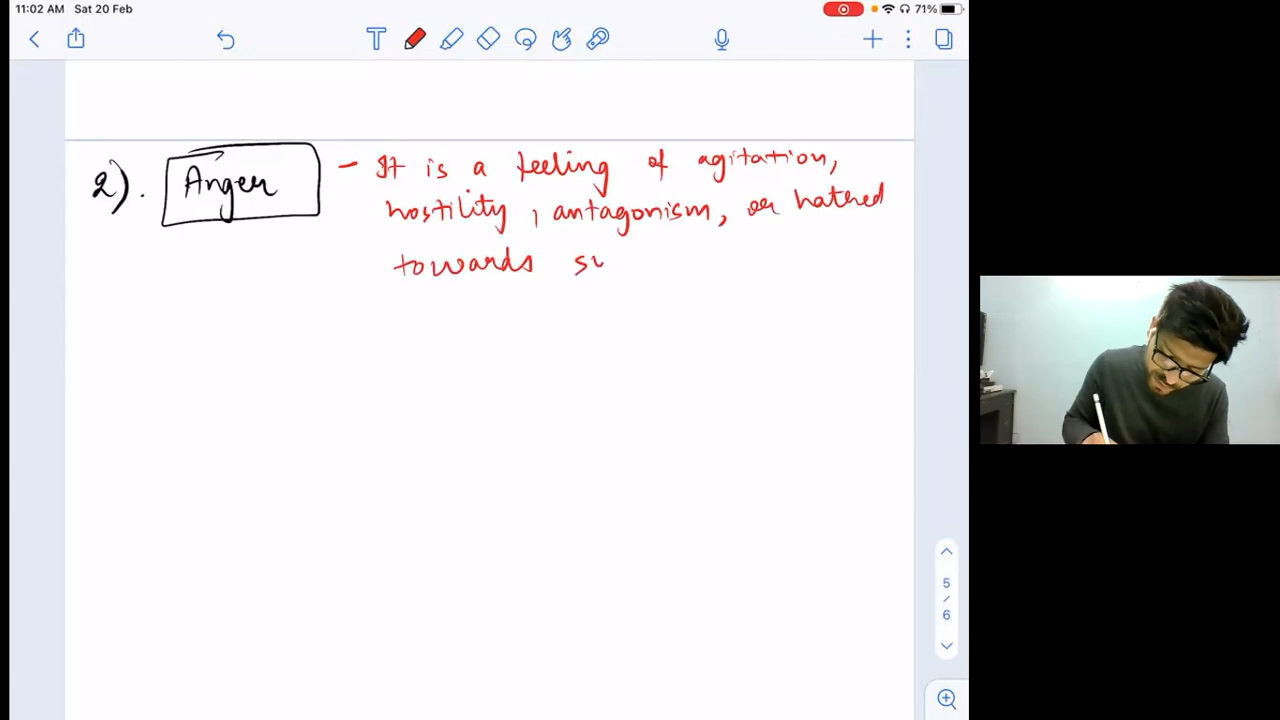 11:02 AM Sat 20 Feb
71%
2). Anger - It is a feeling of agitation,
hostility, antagonism, or hatred
towards
5
/
6